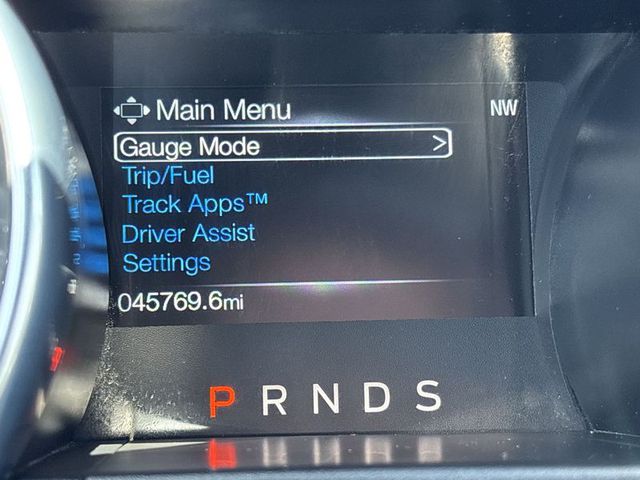 Main Menu NW
Gauge Mode >
Trip/Fuel
Track Apps™
Driver Assist
Settings
045769.6mi
P R N D S